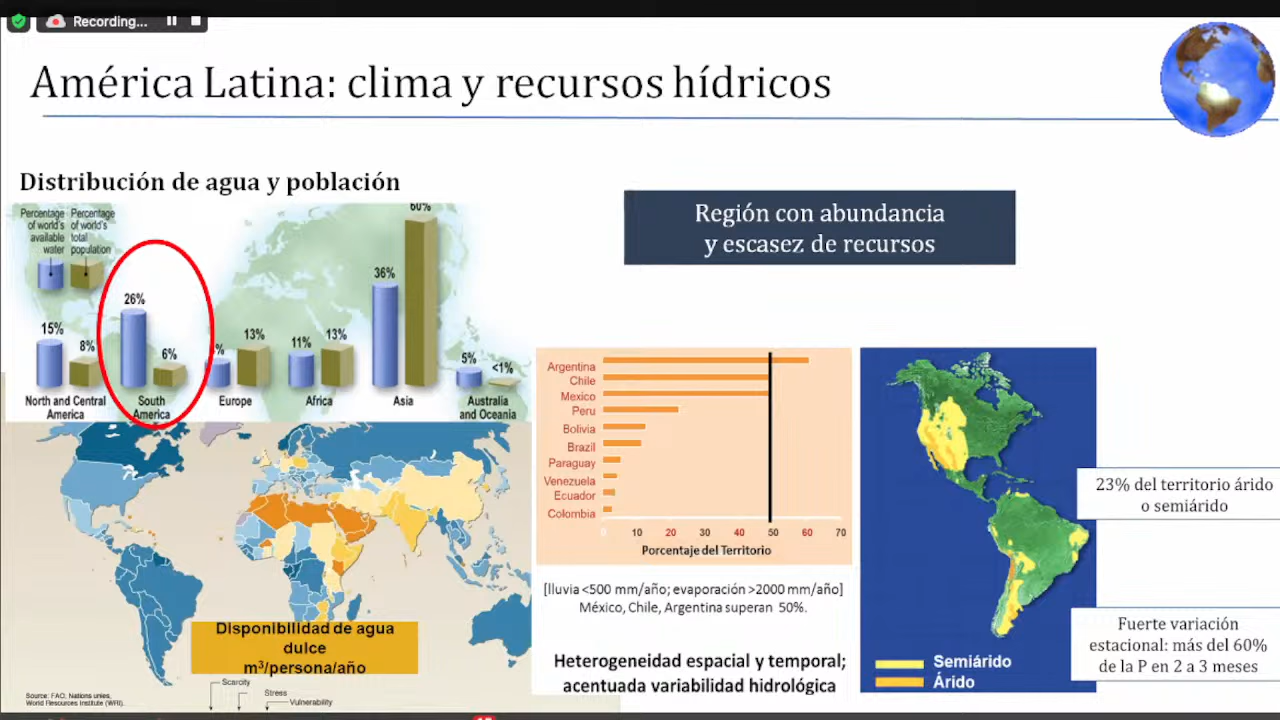 Recording...
América Latina: clima y recursos hídricos
Distribución de agua y población
Percentage
of world's
available
water
Percentage
of world's
total
population
15%
8%
North and Central
America
26%
6%
South
America
%
13%
Europe
11%
13%
Africa
36%
60%
Asia
5%
<1%
Australia
and Oceania
Disponibilidad de agua
dulce
m³/persona/año
Scarcity
Stress
Vulnerability
Source: FAO, Nations unies,
World Resources Institute (WRI).
Región con abundancia
y escasez de recursos
Argentina
Chile
Mexico
Peru
Bolivia
Brazil
Paraguay
Venezuela
Ecuador
Colombia
0 10 20 30 40 50 60 70
Porcentaje del Territorio
[lluvia <500 mm/año; evaporación >2000 mm/año]
México, Chile, Argentina superan 50%.
Heterogeneidad espacial y temporal;
acentuada variabilidad hidrológica
Semiárido
Árido
23% del territorio árido
o semiárido
Fuerte variación
estacional: más del 60%
de la P en 2 a 3 meses